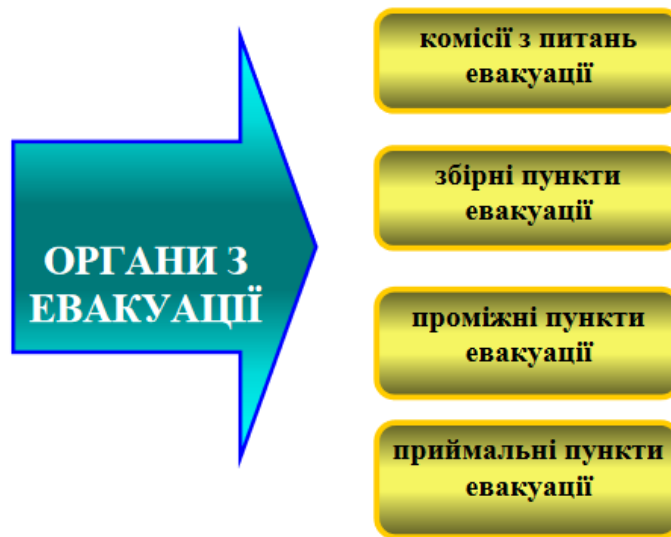 ОРГАНИ З
ЕВАКУАЦІЇ
комісії з питань
евакуації
збірні пункти
евакуації
проміжні пункти
евакуації
приймальні пункти
евакуації